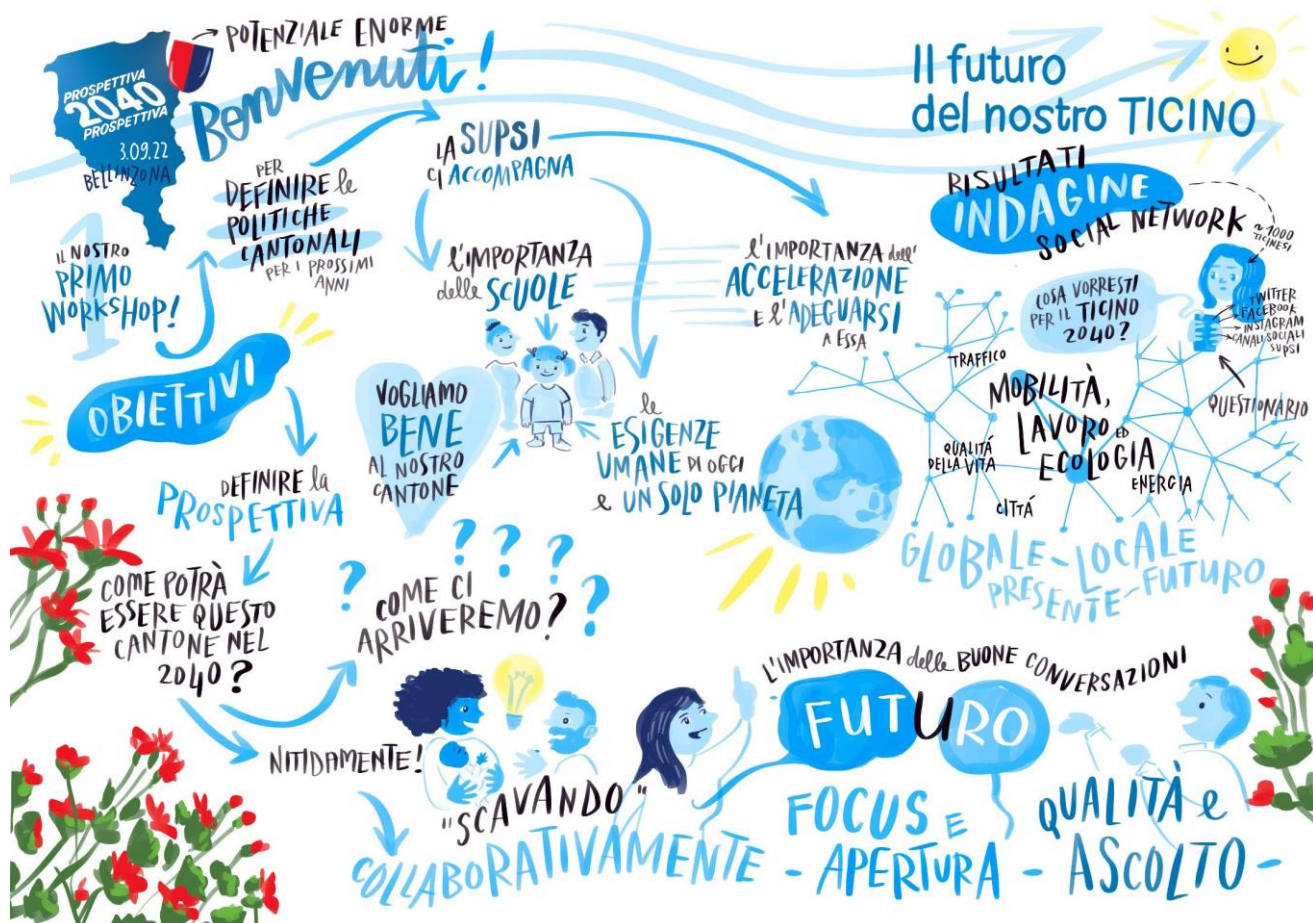 POTENZIALE ENORME
BENVENUTI!
PROSPETTIVA
2040
PROSPETTIVA
3.09.22
BELLINZONA
1
IL NOSTRO
PRIMO
WORKSHOP!
PER
DEFINIRE le
POLITICHE
CANTONALI
PER I PROSSIMI
ANNI
LA SUPSI
CI ACCOMPAGNA
l'IMPORTANZA
delle SCUOLE
l'IMPORTANZA dell'
ACCELERAZIONE
E l'ADEGUARSI
A ESSA
Il futuro
del nostro TICINO
RISULTATI
INDAGINE
SOCIAL NETWORK
~1000
TICINESI
COSA VORRESTI
PER IL TICINO
2040?
TWITTER
FACEBOOK
INSTAGRAM
CANALI SOCIALI
SUPSI
QUESTIONARIO
TRAFFICO
MOBILITÀ,
LAVORO ED
ECOLOGIA
QUALITÁ
DELLA VITA
ENERGIA
CITTÁ
GLOBALE-LOCALE
PRESENTE-FUTURO
OBIETTIVI
VOGLIAMO
BENE
AL NOSTRO
CANTONE
le
ESIGENZE
UMANE DI OGGI
e UN SOLO PIANETA
DEFINIRE la
PROSPETTIVA
COME POTRÀ
ESSERE QUESTO
CANTONE NEL
2040?
? ? ? ? ? ?
COME CI
ARRIVEREMO?
NITIDAMENTE!
"SCAVANDO"
COLLABORATIVAMENTE
L'IMPORTANZA delle BUONE CONVERSAZIONI
FUTURO
FOCUS E
- APERTURA -
QUALITÀ e
ASCOLTO -